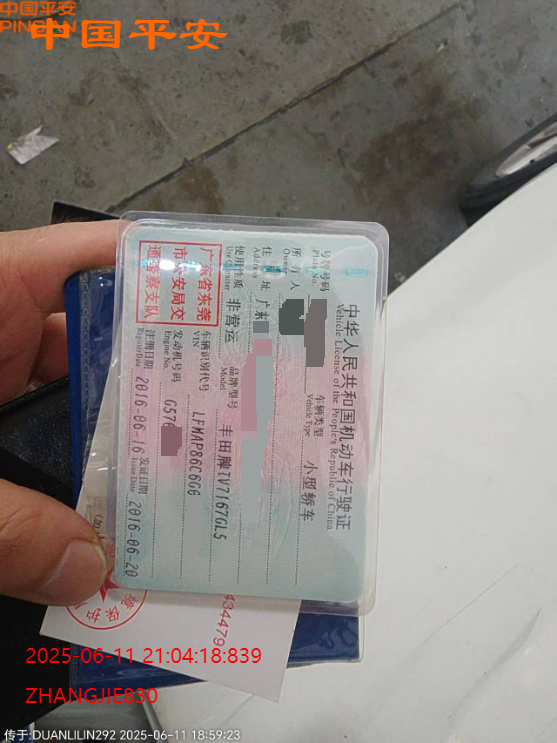 中国平安
PINGAN
中国平安
中华人民共和国机动车行驶证
Vehicle License of the People's Republic of China
号牌号码
Plate No.
车辆类型
Vehicle Type
小型轿车
所有人
Owner
住址
Address
广东
使用性质
Use Character
非营运
品牌型号
Model
丰田牌TV7167GL5
广东省东莞
市公安局交
通警察支队
车辆识别代号
VIN
LFMAP86C6G0
发动机号码
Engine No.
G576
注册日期
Register Date
2016-06-16
发证日期
Issue Date
2016-06-20
434479
2025-06-11 21:04:18:839
ZHANGJIE830
传于:DUANLILIN292 2025-06-11 18:59:23